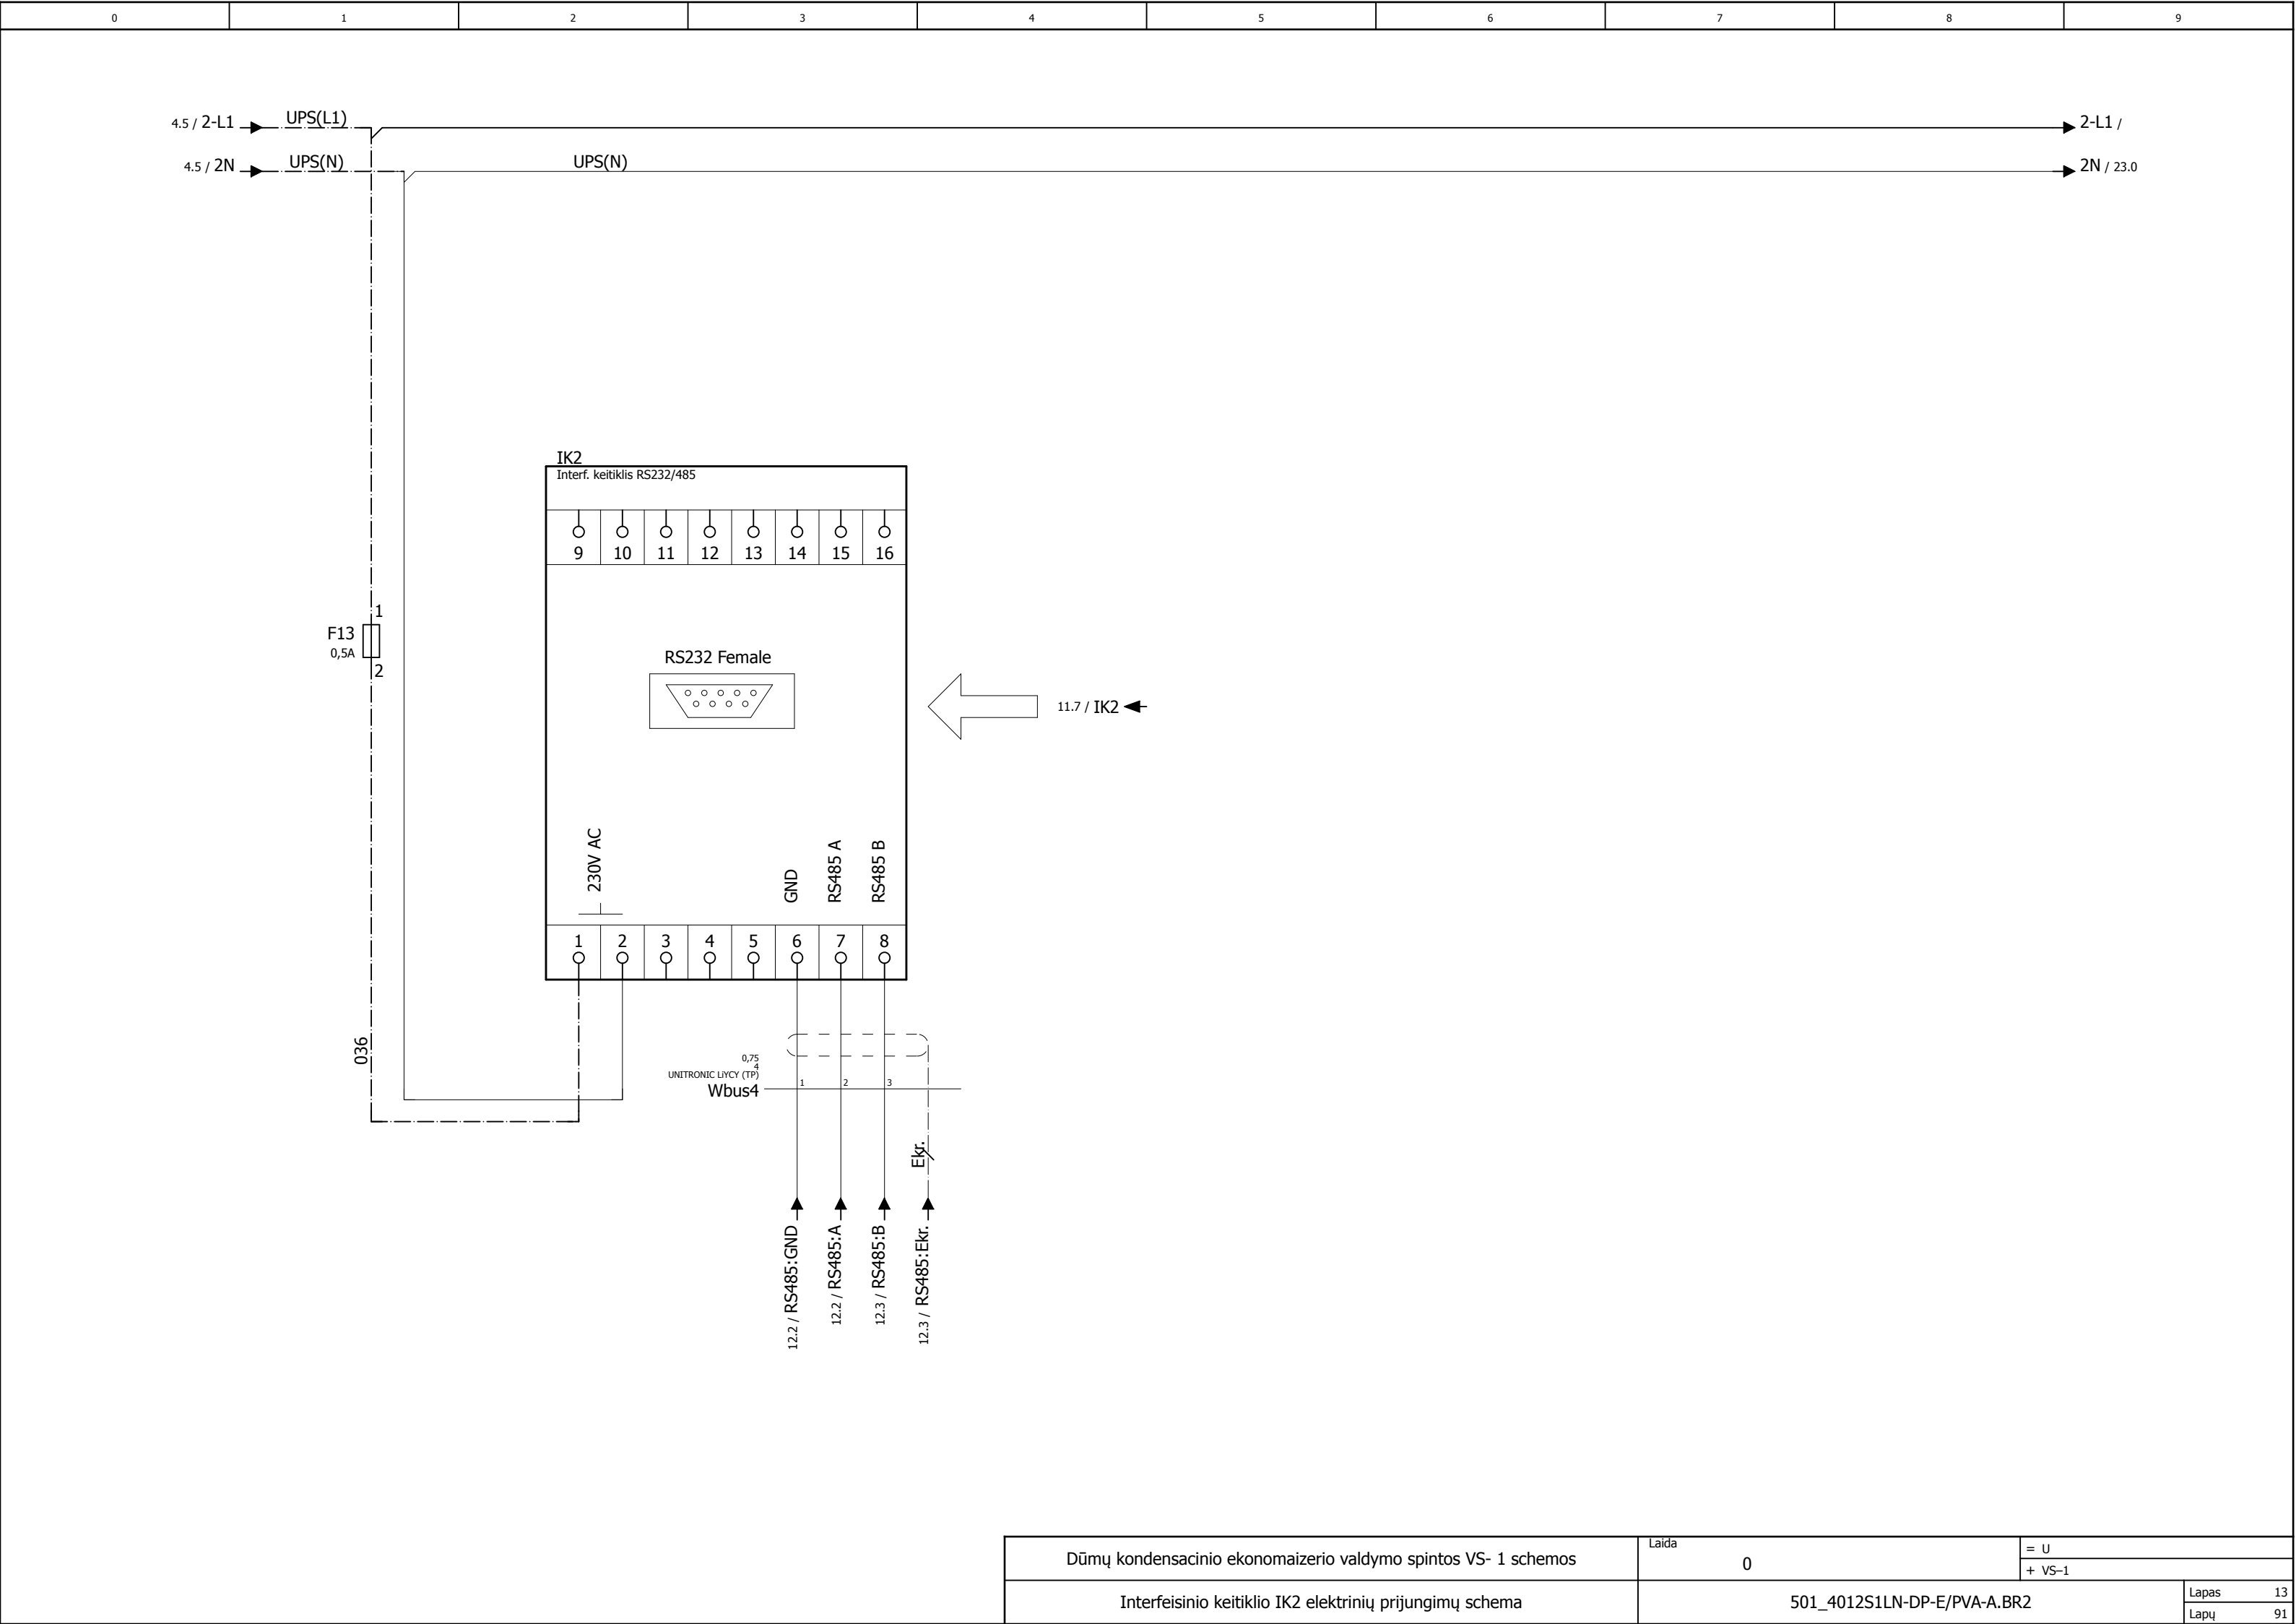 0 1 2 3 4 5 6 7 8 9
4.5 / 2-L1 UPS(L1) 2-L1 /
4.5 / 2N UPS(N) UPS(N) 2N / 23.0
IK2
Interf. keitiklis RS232/485
9 10 11 12 13 14 15 16
1
F13
0,5A
2
RS232 Female
11.7 / IK2
230V AC
GND
RS485 A
RS485 B
1 2 3 4 5 6 7 8
036
0,75
4
UNITRONIC LiYCY (TP)
Wbus4
1 2 3
Ekr.
12.2 / RS485:GND
12.2 / RS485:A
12.3 / RS485:B
12.3 / RS485:Ekr.
Dūmų kondensacinio ekonomaizerio valdymo spintos VS- 1 schemos
Laida
0
= U
+ VS–1
Interfeisinio keitiklio IK2 elektrinių prijungimų schema
501_4012S1LN-DP-E/PVA-A.BR2
Lapas 13
Lapų 91